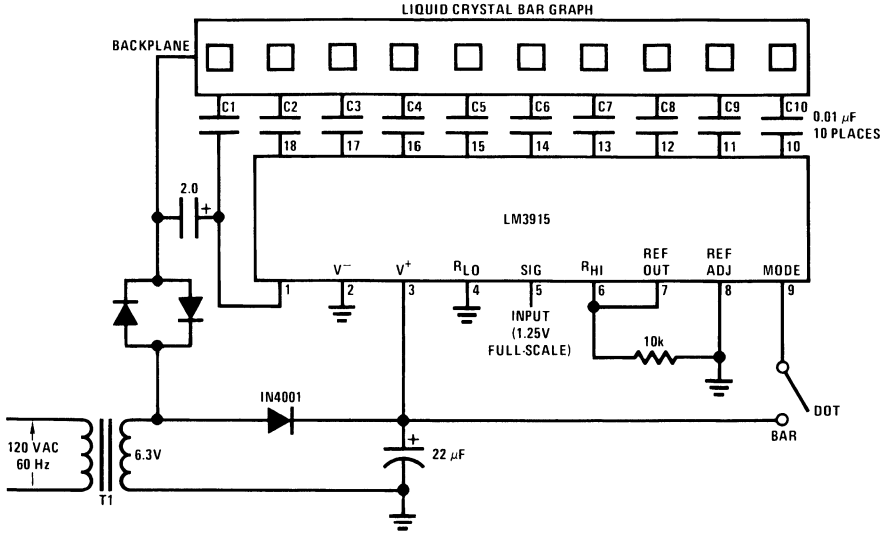 LIQUID CRYSTAL BAR GRAPH
BACKPLANE
C1 C2 C3 C4 C5 C6 C7 C8 C9 C10
0.01 μF
10 PLACES
18 17 16 15 14 13 12 11 10
2.0
+
LM3915
V⁻ V⁺ RLO SIG RHI REF OUT REF ADJ MODE
1 2 3 4 5 6 7 8 9
INPUT
(1.25V
FULL-SCALE)
10k
DOT
BAR
IN4001
120 VAC
60 Hz
6.3V
+
22 μF
T1